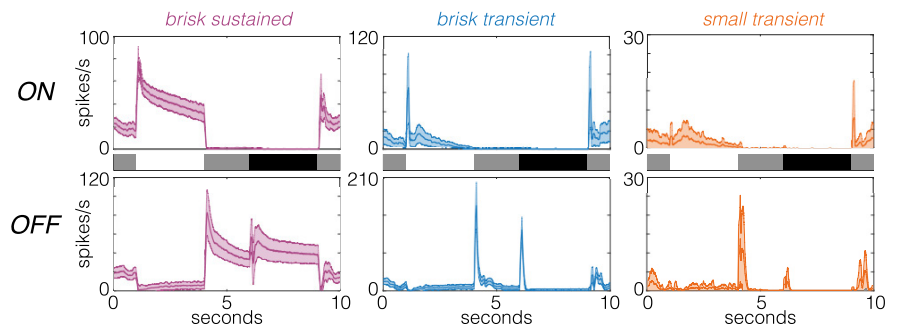 brisk sustained brisk transient small transient
100 120 30
ON spikes/s
0 0 0
120 210 30
OFF spikes/s
0 0 0
0 5 10 0 5 10 0 5 10
seconds seconds seconds